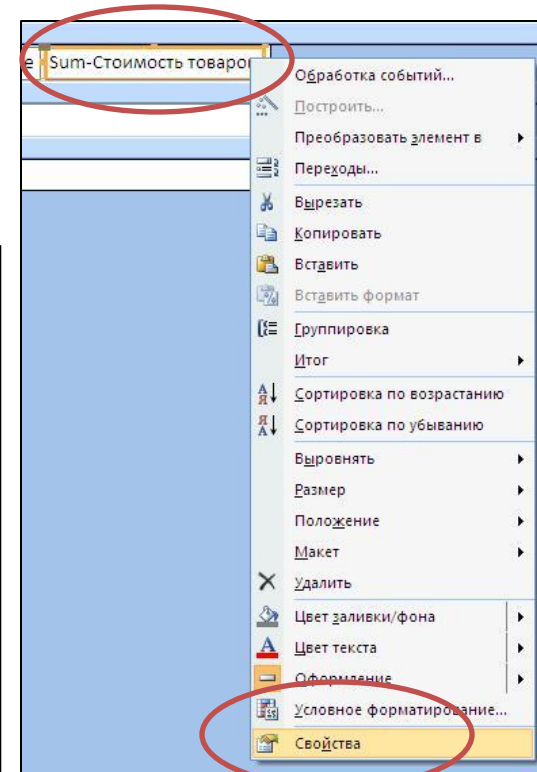 е Sum-Стоимость товаров
Обработка событий...
Построить...
Преобразовать элемент в
Переходы...
Вырезать
Копировать
Вставить
Вставить формат
Группировка
Итог
Сортировка по возрастанию
Сортировка по убыванию
Выровнять
Размер
Положение
Макет
Удалить
Цвет заливки/фона
Цвет текста
Оформление
Условное форматирование...
Свойства